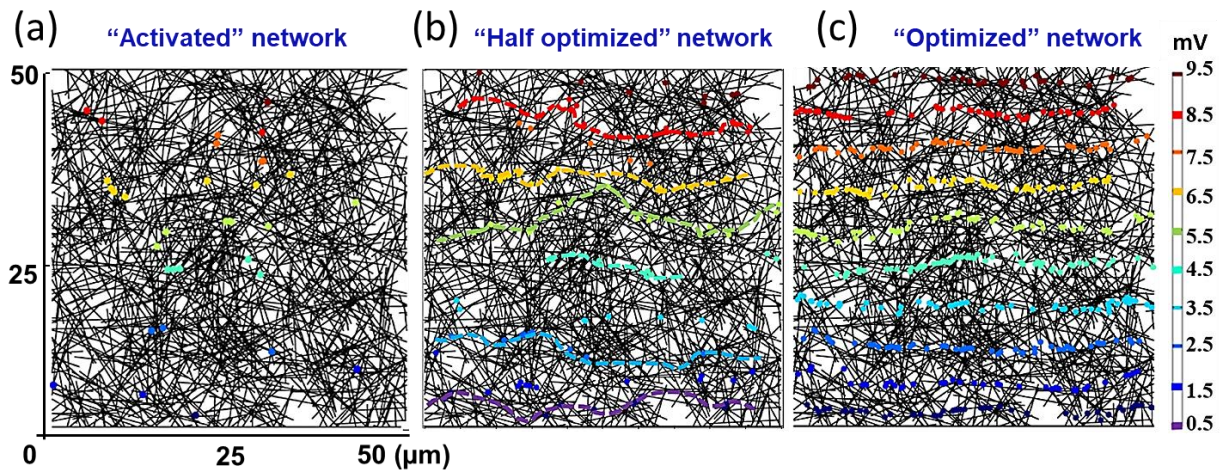 (a) "Activated" network
(b) "Half optimized" network
(c) "Optimized" network
mV
50
25
0
25
50 (μm)
9.5
8.5
7.5
6.5
5.5
4.5
3.5
2.5
1.5
0.5